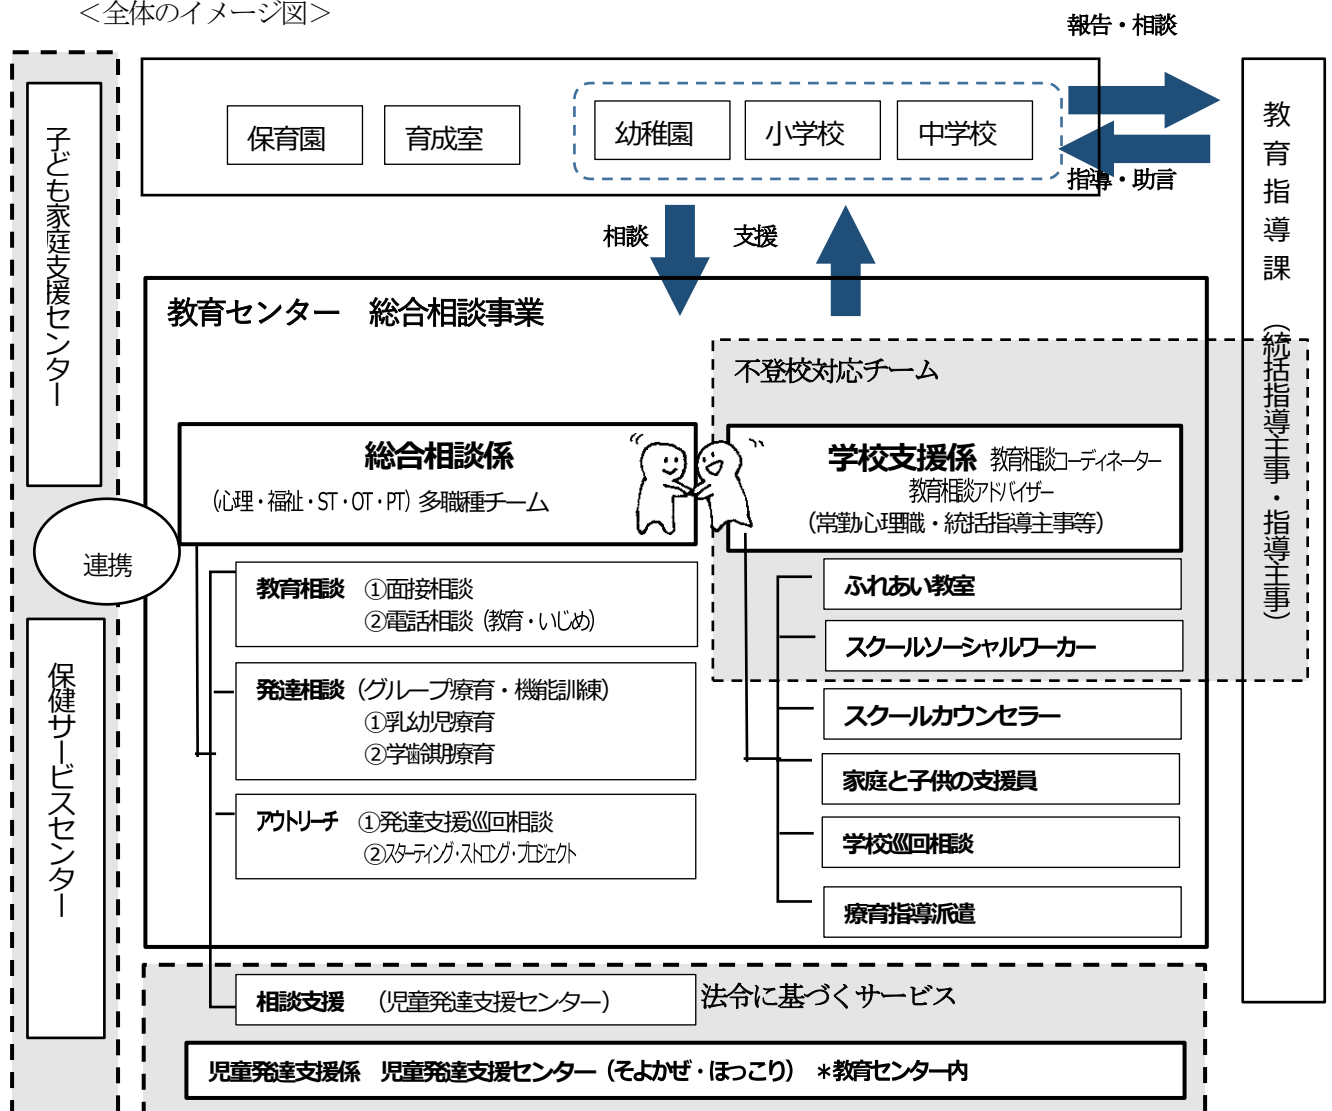 ＜全体のイメージ図＞
報告・相談
子ども家庭支援センター
保育園
育成室
幼稚園
小学校
中学校
指導・助言
教育指導課（統括指導主事・指導主事）
相談
支援
教育センター　総合相談事業
不登校対応チーム
総合相談係
（心理・福祉・ST・OT・PT）多職種チーム
学校支援係 教育相談コーディネーター
教育相談アドバイザー
（常勤心理職・統括指導主事等）
連携
教育相談　①面接相談
②電話相談（教育・いじめ）
発達相談（グループ療育・機能訓練）
①乳幼児療育
②学齢期療育
アウトリーチ　①発達支援巡回相談
②スターティング・ストロング・プロジェクト
ふれあい教室
スクールソーシャルワーカー
スクールカウンセラー
家庭と子供の支援員
学校巡回相談
療育指導派遣
保健サービスセンター
相談支援　（児童発達支援センター）
法令に基づくサービス
児童発達支援係　児童発達支援センター（そよかぜ・ほっこり）　＊教育センター内